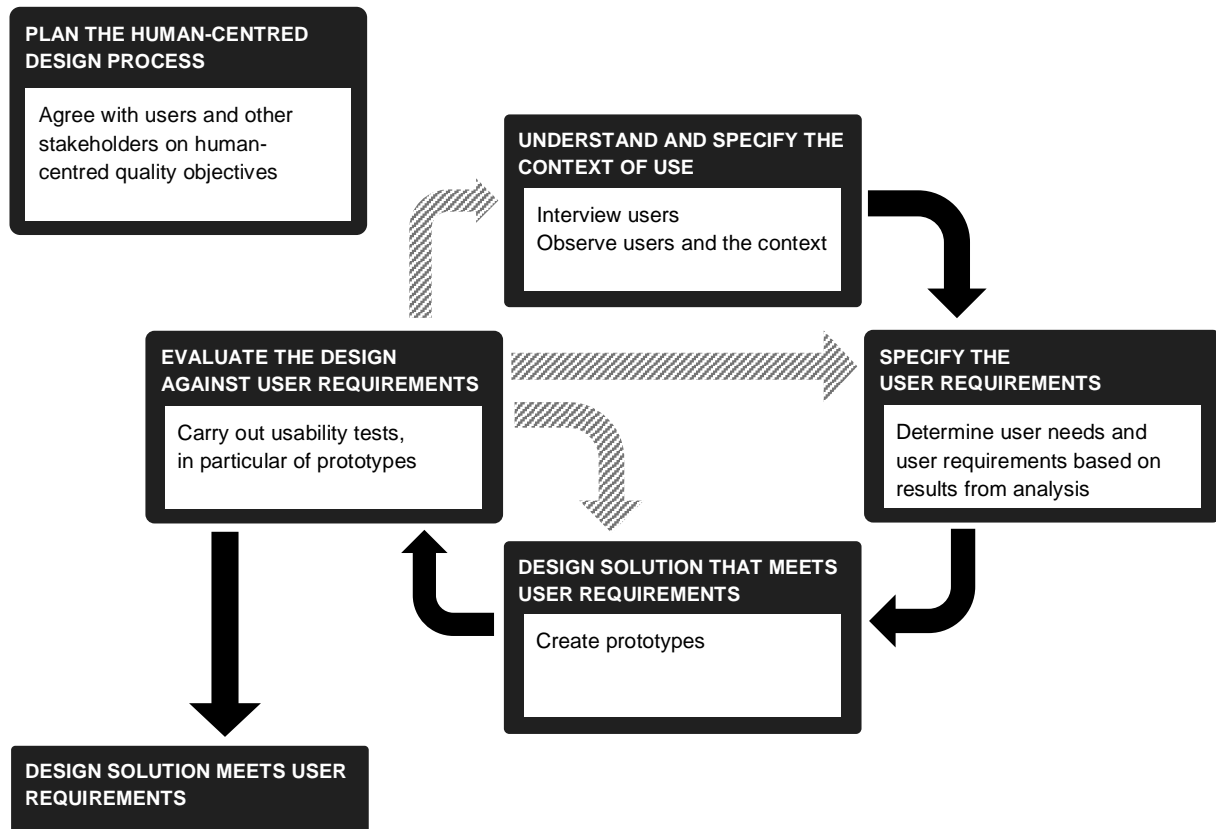 PLAN THE HUMAN-CENTRED
DESIGN PROCESS
Agree with users and other
stakeholders on human-
centred quality objectives
UNDERSTAND AND SPECIFY THE
CONTEXT OF USE
Interview users
Observe users and the context
EVALUATE THE DESIGN
AGAINST USER REQUIREMENTS
Carry out usability tests,
in particular of prototypes
SPECIFY THE
USER REQUIREMENTS
Determine user needs and
user requirements based on
results from analysis
DESIGN SOLUTION THAT MEETS
USER REQUIREMENTS
Create prototypes
DESIGN SOLUTION MEETS USER
REQUIREMENTS